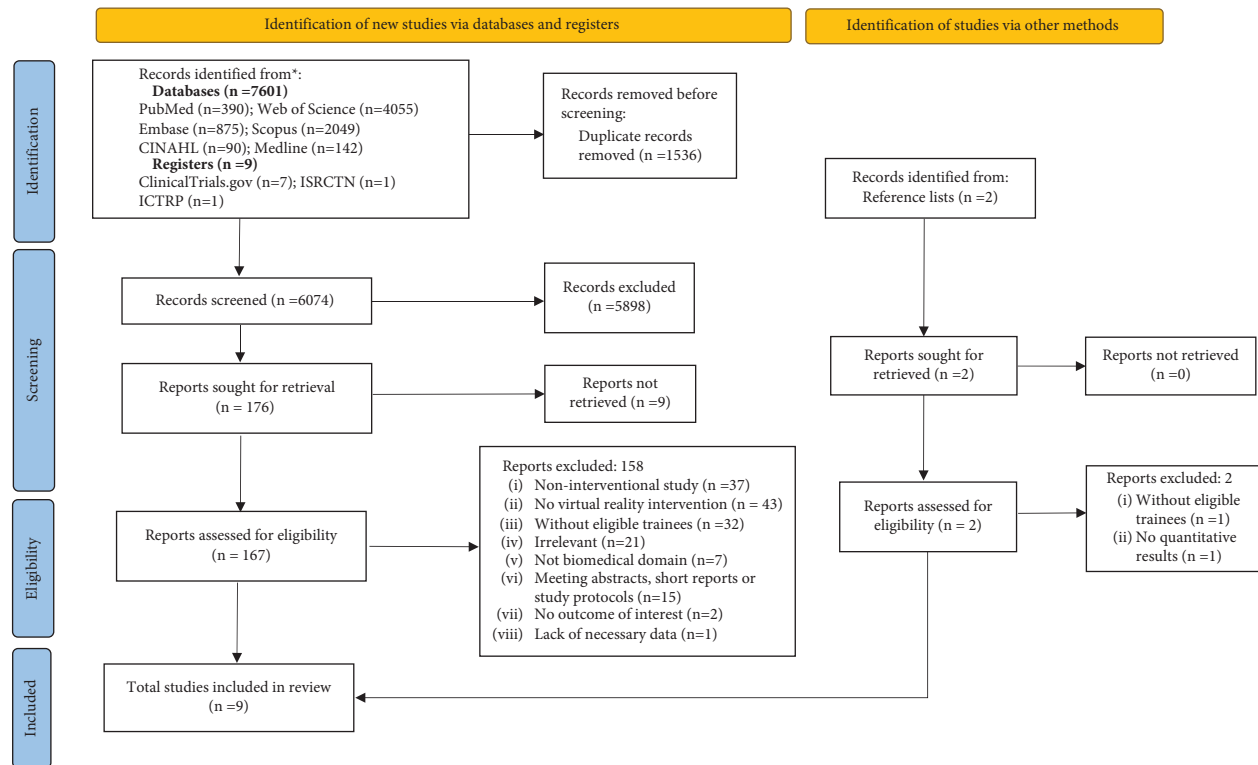 Identification of new studies via databases and registers
Identification of studies via other methods
Identification
Records identified from*:
Databases (n =7601)
PubMed (n=390); Web of Science (n=4055)
Embase (n=875); Scopus (n=2049)
CINAHL (n=90); Medline (n=142)
Registers (n =9)
ClinicalTrials.gov (n=7); ISRCTN (n=1)
ICTRP (n=1)
Records removed before
screening:
Duplicate records
removed (n =1536)
Records identified from:
Reference lists (n =2)
Screening
Records screened (n =6074)
Records excluded
(n =5898)
Reports sought for retrieval
(n = 176)
Reports not
retrieved (n =9)
Reports sought for
retrieved (n =2)
Reports not retrieved
(n =0)
Eligibility
Reports assessed for eligibility
(n = 167)
Reports excluded: 158
(i) Non-interventional study (n =37)
(ii) No virtual reality intervention (n = 43)
(iii) Without eligible trainees (n =32)
(iv) Irrelevant (n=21)
(v) Not biomedical domain (n=7)
(vi) Meeting abstracts, short reports or
study protocols (n=15)
(vii) No outcome of interest (n=2)
(viii) Lack of necessary data (n=1)
Reports assessed for
eligibility (n = 2)
Reports excluded: 2
(i) Without eligible
trainees (n =1)
(ii) No quantitative
results (n =1)
Included
Total studies included in review
(n =9)